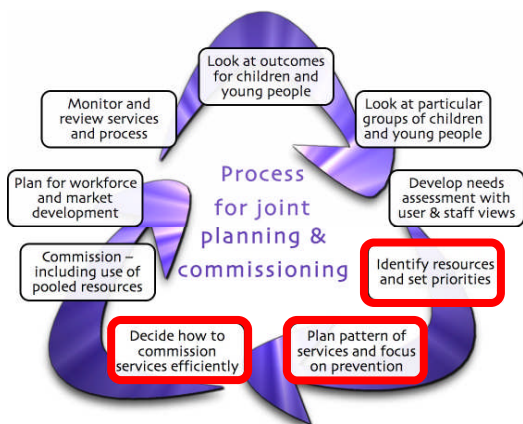 Look at outcomes
for children and
young people
Look at particular
groups of children
and young people
Develop needs
assessment with
user & staff views
Identify resources
and set priorities
Plan pattern of
services and focus
on prevention
Decide how to
commission
services efficiently
Commission –
including use of
pooled resources
Plan for workforce
and market
development
Monitor and
review services
and process
Process
for joint
planning &
commissioning